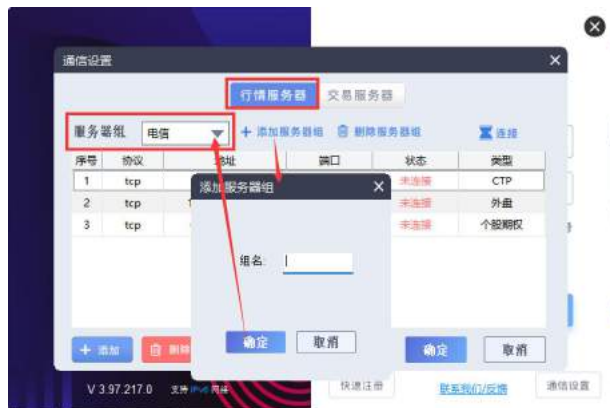 通信设置
行情服务器 交易服务器
服务器组 电信 添加服务器组 删除服务器组 连接
序号 协议 地址 端口 状态 类型
1 tcp 未连接 CTP
添加服务器组
2 tcp 未连接 外盘
3 tcp 未连接 个股期权
组名:
确定 取消
+ 添加 删除 确定 取消
V 3.97.217.0 支持IPv6网络 快速注册 联系我们/反馈 通信设置